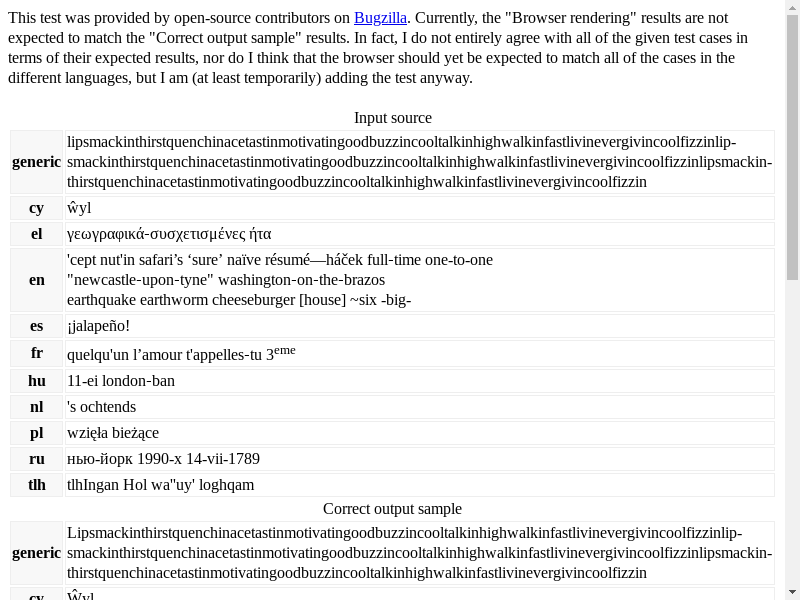 This test was provided by open-source contributors on Bugzilla. Currently, the "Browser rendering" results are not
expected to match the "Correct output sample" results. In fact, I do not entirely agree with all of the given test cases in
terms of their expected results, nor do I think that the browser should yet be expected to match all of the cases in the
different languages, but I am (at least temporarily) adding the test anyway.
Input source
generic
lipsmackinthirstquenchinacetastinmotivatingoodbuzzincooltalkinhighwalkinfastlivinevergivincoolfizzinlip-
smackinthirstquenchinacetastinmotivatingoodbuzzincooltalkinhighwalkinfastlivinevergivincoolfizzinlipsmackin-
thirstquenchinacetastinmotivatingoodbuzzincooltalkinhighwalkinfastlivinevergivincoolfizzin
cy ŵyl
el γεωγραφικά-συσχετισμένες ήτα
en
'cept nut'in safari’s ‘sure’ naïve résumé—háček full-time one-to-one
"newcastle-upon-tyne" washington-on-the-brazos
earthquake earthworm cheeseburger [house] ~six -big-
es ¡jalapeño!
fr quelqu'un l’amour t'appelles-tu 3eme
hu 11-ei london-ban
nl 's ochtends
pl wzięła bieżące
ru нью-йорк 1990-х 14-vii-1789
tlh tlhIngan Hol wa''uy' loghqam
Correct output sample
generic
Lipsmackinthirstquenchinacetastinmotivatingoodbuzzincooltalkinhighwalkinfastlivinevergivincoolfizzinlip-
smackinthirstquenchinacetastinmotivatingoodbuzzincooltalkinhighwalkinfastlivinevergivincoolfizzinlipsmackin-
thirstquenchinacetastinmotivatingoodbuzzincooltalkinhighwalkinfastlivinevergivincoolfizzin
cy Ŵyl